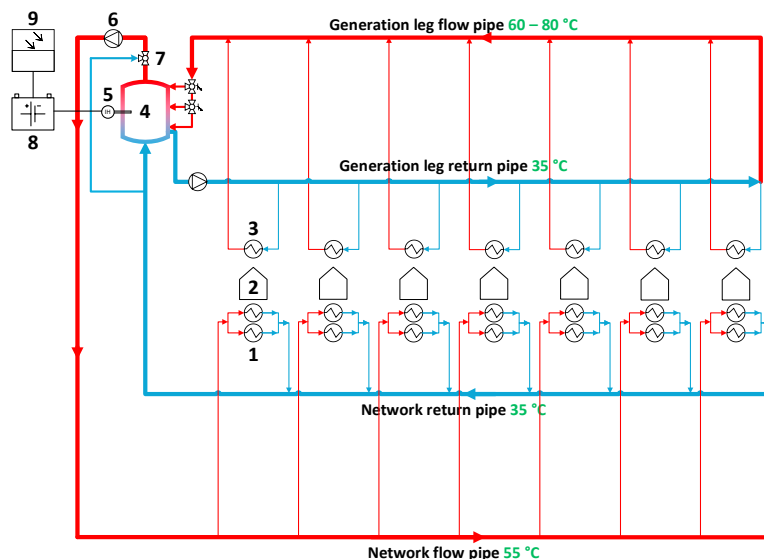 9
6
Generation leg flow pipe 60 – 80 °C
7
5
IH
4
8
Generation leg return pipe 35 °C
3
2
1
Network return pipe 35 °C
Network flow pipe 55 °C